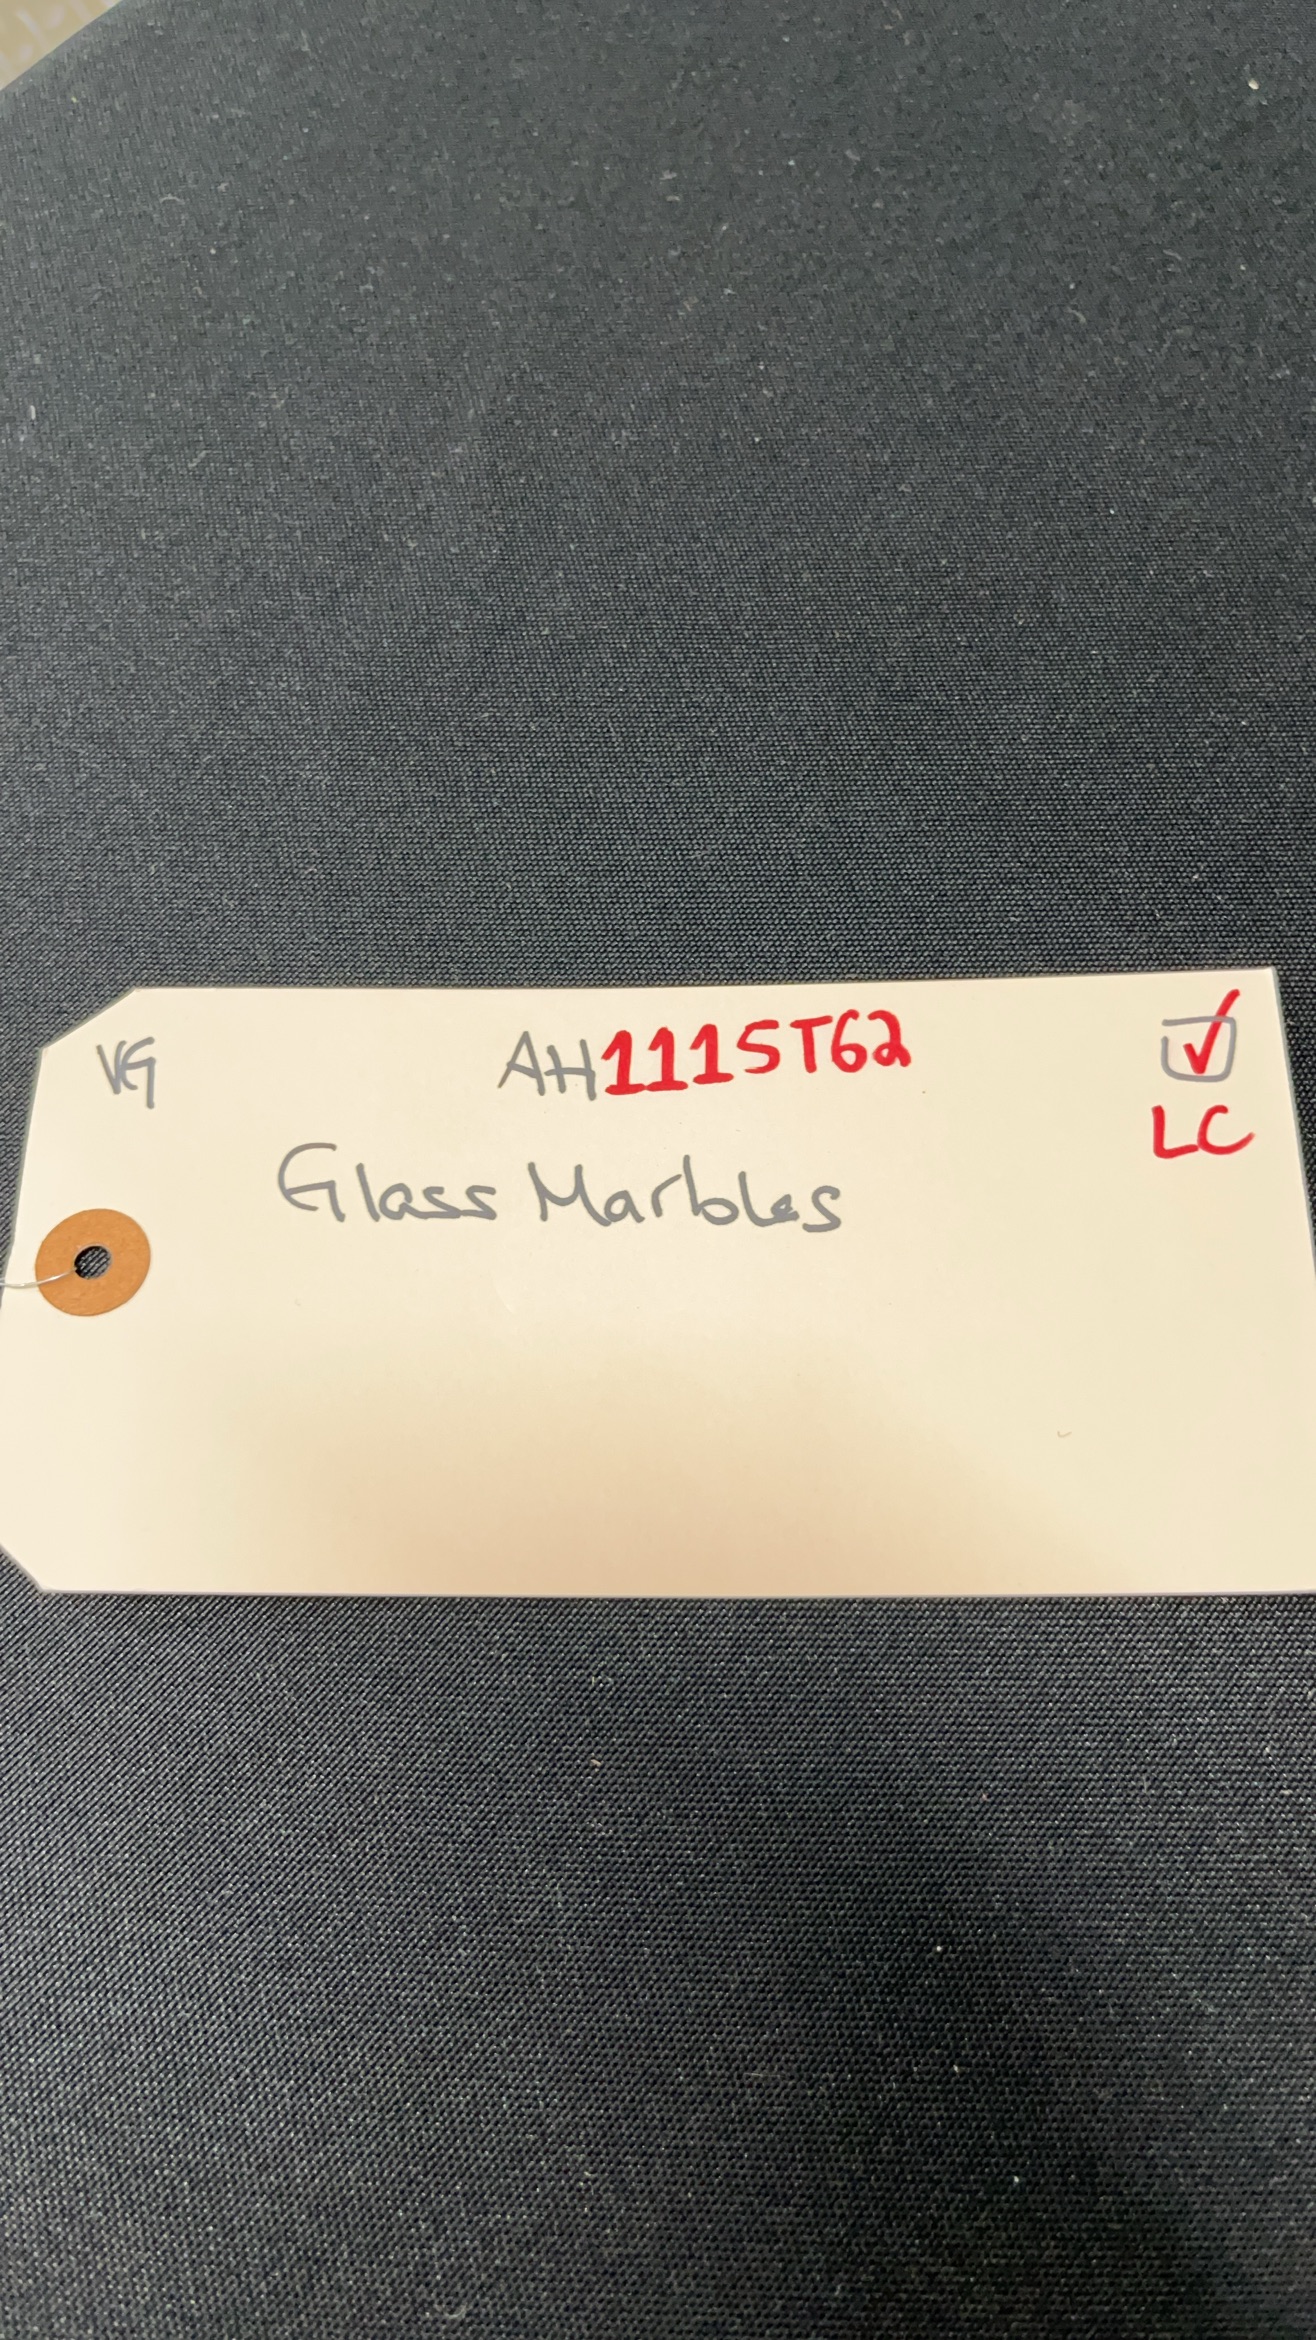 VG
AH1115T62
☑
LC
Glass Marbles